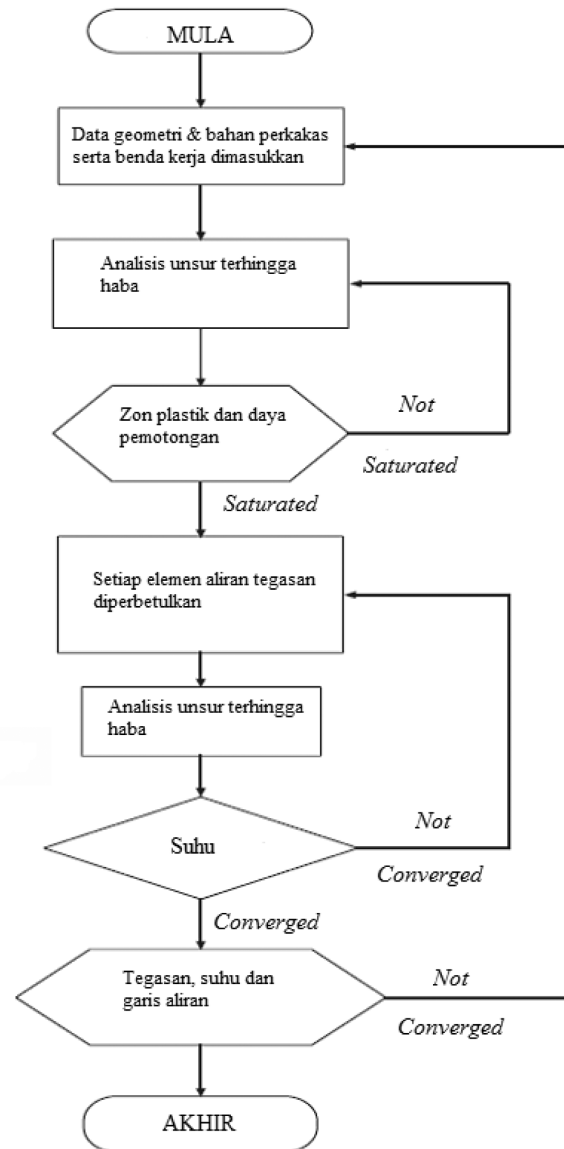 MULA
Data geometri & bahan perkakas
serta benda kerja dimasukkan
Analisis unsur terhingga
haba
Zon plastik dan daya
pemotongan
Not
Saturated
Saturated
Setiap elemen aliran tegasan
diperbetulkan
Analisis unsur terhingga
haba
Suhu
Not
Converged
Converged
Tegasan, suhu dan
garis aliran
Not
Converged
AKHIR